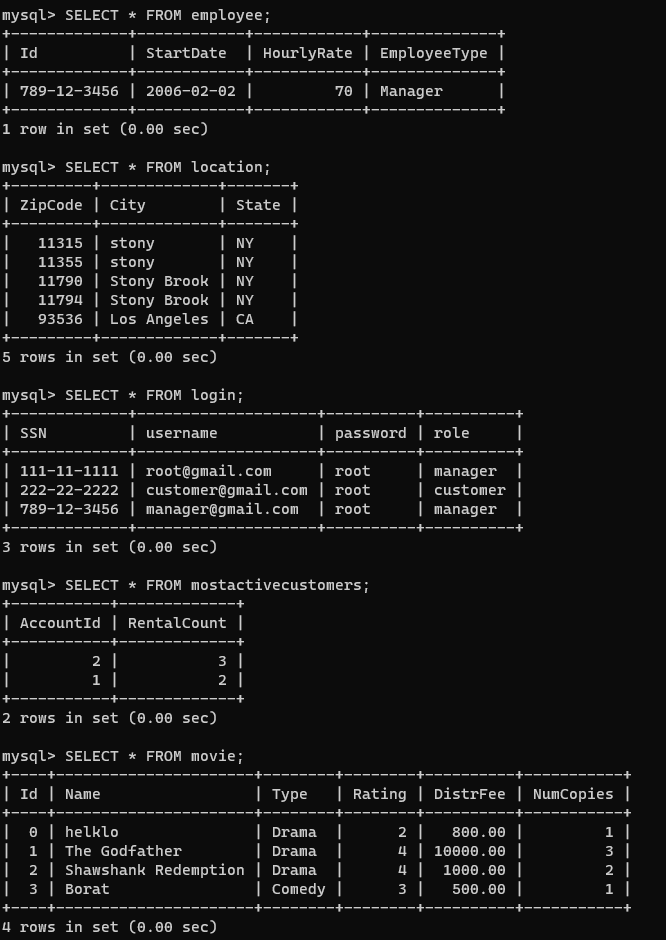 mysql> SELECT * FROM employee;
+-------------+------------+------------+--------------+
| Id          | StartDate  | HourlyRate | EmployeeType |
+-------------+------------+------------+--------------+
| 789-12-3456 | 2006-02-02 |         70 | Manager      |
+-------------+------------+------------+--------------+
1 row in set (0.00 sec)

mysql> SELECT * FROM location;
+---------+-------------+-------+
| ZipCode | City        | State |
+---------+-------------+-------+
|   11315 | stony       | NY    |
|   11355 | stony       | NY    |
|   11790 | Stony Brook | NY    |
|   11794 | Stony Brook | NY    |
|   93536 | Los Angeles | CA    |
+---------+-------------+-------+
5 rows in set (0.00 sec)

mysql> SELECT * FROM login;
+-------------+--------------------+----------+----------+
| SSN         | username           | password | role     |
+-------------+--------------------+----------+----------+
| 111-11-1111 | root@gmail.com     | root     | manager  |
| 222-22-2222 | customer@gmail.com | root     | customer |
| 789-12-3456 | manager@gmail.com  | root     | manager  |
+-------------+--------------------+----------+----------+
3 rows in set (0.00 sec)

mysql> SELECT * FROM mostactivecustomers;
+-----------+-------------+
| AccountId | RentalCount |
+-----------+-------------+
|         2 |           3 |
|         1 |           2 |
+-----------+-------------+
2 rows in set (0.00 sec)

mysql> SELECT * FROM movie;
+----+----------------------+--------+--------+----------+-----------+
| Id | Name                 | Type   | Rating | DistrFee | NumCopies |
+----+----------------------+--------+--------+----------+-----------+
|  0 | helklo               | Drama  |      2 |   800.00 |         1 |
|  1 | The Godfather        | Drama  |      4 | 10000.00 |         3 |
|  2 | Shawshank Redemption | Drama  |      4 |  1000.00 |         2 |
|  3 | Borat                | Comedy |      3 |   500.00 |         1 |
+----+----------------------+--------+--------+----------+-----------+
4 rows in set (0.00 sec)